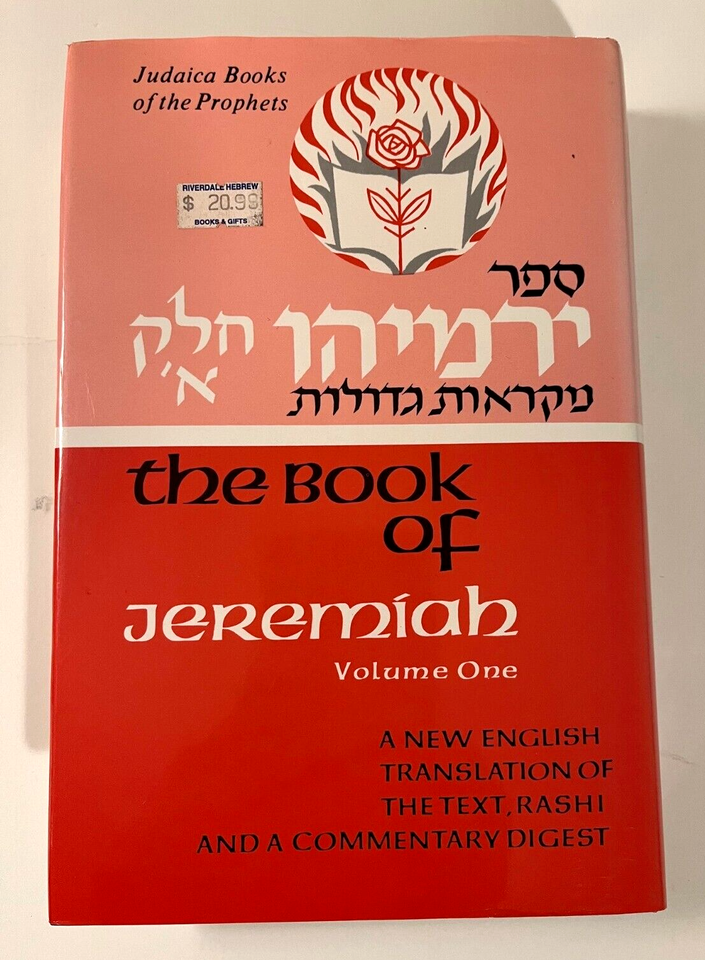 Judaica Books
of the Prophets
RIVERDALE HEBREW
$ 20.99
BOOKS & GIFTS
ספר
ירמיהו חלק
א׳
מקראות גדולות
the Book
of
Jeremiah
Volume One
A NEW ENGLISH
TRANSLATION OF
THE TEXT, RASHI
AND A COMMENTARY DIGEST